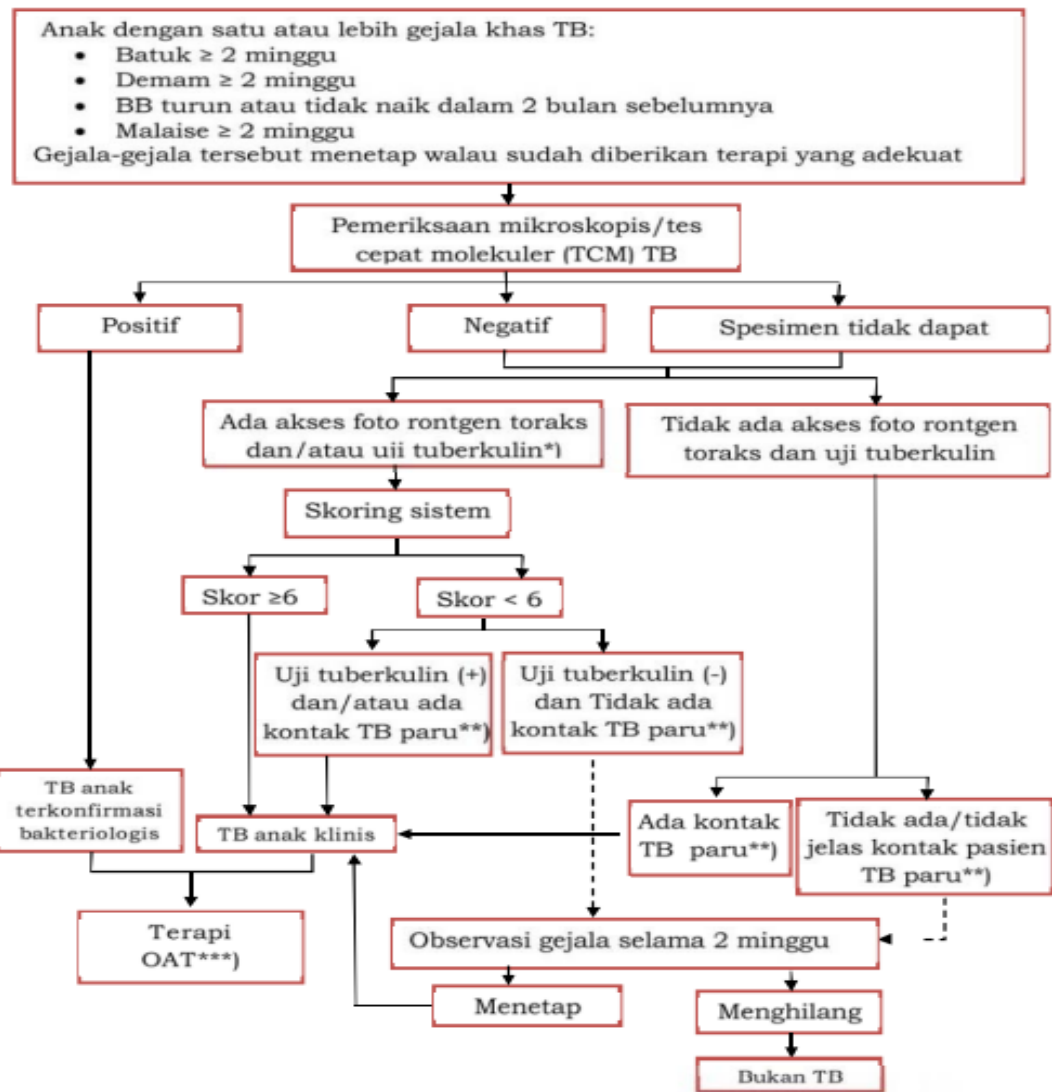 Anak dengan satu atau lebih gejala khas TB:
• Batuk ≥ 2 minggu
• Demam ≥ 2 minggu
• BB turun atau tidak naik dalam 2 bulan sebelumnya
• Malaise ≥ 2 minggu
Gejala-gejala tersebut menetap walau sudah diberikan terapi yang adekuat
Pemeriksaan mikroskopis/tes
cepat molekuler (TCM) TB
Positif
Negatif
Spesimen tidak dapat
Ada akses foto rontgen toraks
dan/atau uji tuberkulin*)
Tidak ada akses foto rontgen
toraks dan uji tuberkulin
Skoring sistem
Skor ≥6
Skor < 6
Uji tuberkulin (+)
dan/atau ada
kontak TB paru**)
Uji tuberkulin (-)
dan Tidak ada
kontak TB paru**)
TB anak
terkonfirmasi
bakteriologis
TB anak klinis
Ada kontak
TB paru**)
Tidak ada/tidak
jelas kontak pasien
TB paru**)
Terapi
OAT***)
Observasi gejala selama 2 minggu
Menetap
Menghilang
Bukan TB